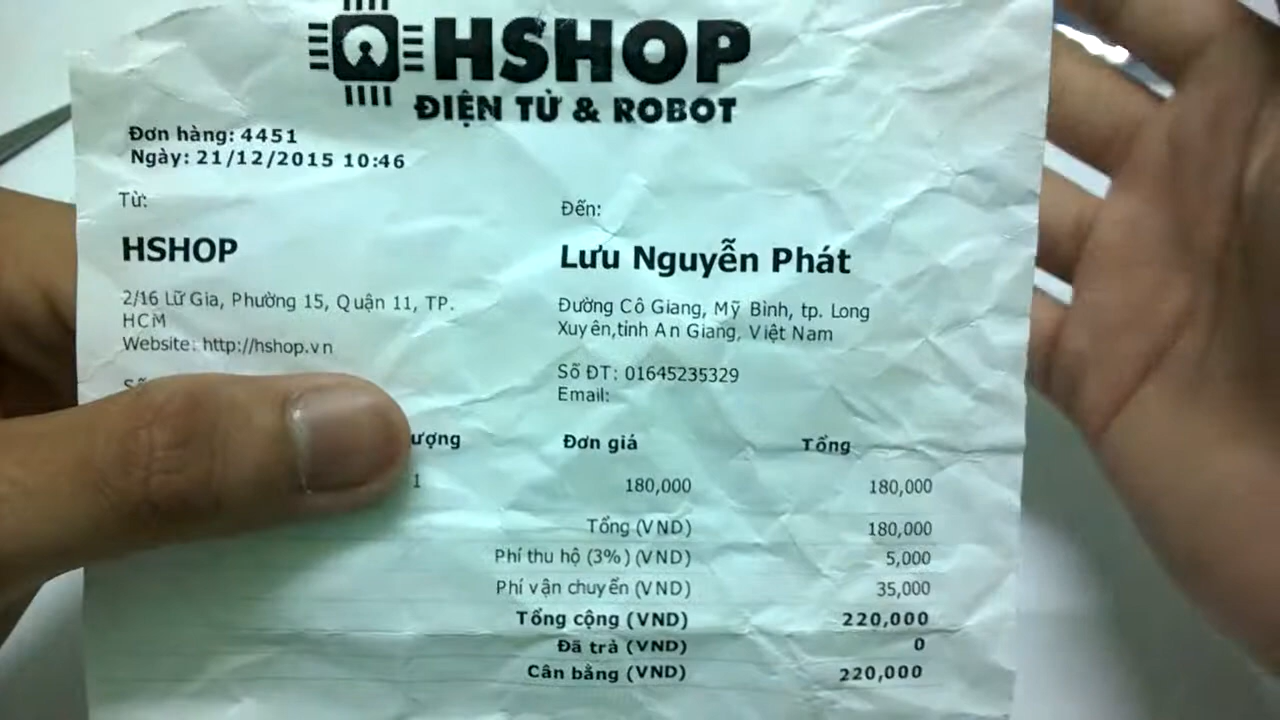 HSHOP
ĐIỆN TỬ & ROBOT
Đơn hàng: 4451
Ngày: 21/12/2015 10:46
Từ:
HSHOP
2/16 Lữ Gia, Phường 15, Quận 11, TP.
HCM
Website: http://hshop.vn
Đến:
Lưu Nguyễn Phát
Đường Cô Giang, Mỹ Bình, tp. Long
Xuyên,tỉnh An Giang, Việt Nam
Số ĐT: 01645235329
Email:
ượng Đơn giá Tổng
1 180,000 180,000
Tổng (VND) 180,000
Phí thu hộ (3%) (VND) 5,000
Phí vận chuyển (VND) 35,000
Tổng cộng (VND) 220,000
Đã trả (VND) 0
Cân bằng (VND) 220,000